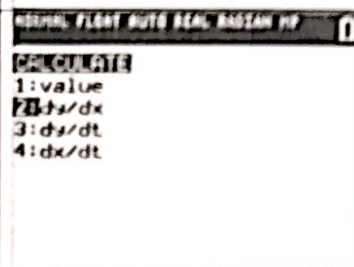 NORMAL FLOAT AUTO REAL RADIAN MP
CALCULATE
1:value
2:dy/dx
3:dy/dt
4:dx/dt